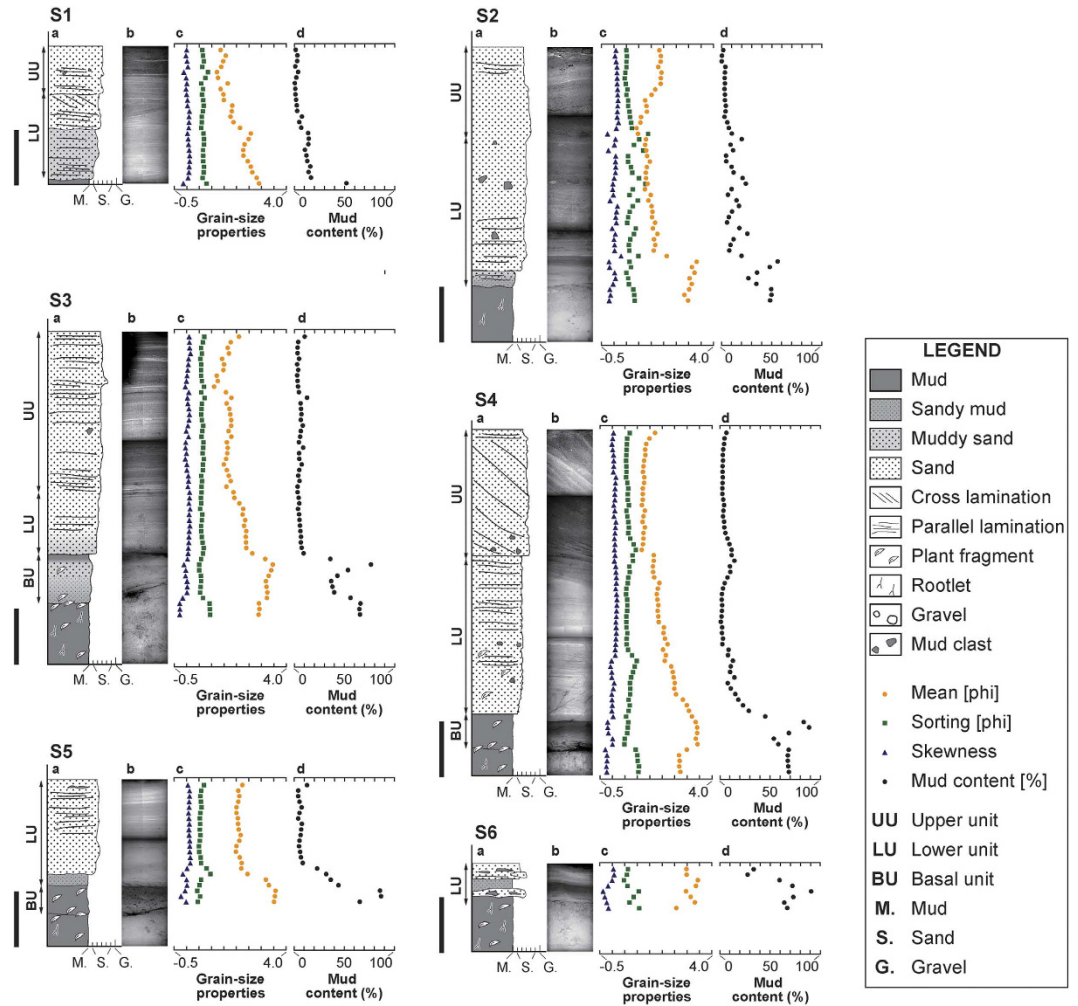 S1
a b c d
UU
LU
M. S. G.
-0.5 4.0 0 50 100
Grain-size properties Mud content (%)
S2
a b c d
UU
LU
M. S. G.
-0.5 4.0 0 50 100
Grain-size properties Mud content (%)
S3
a b c d
UU
LU
BU
M. S. G.
-0.5 4.0 0 50 100
Grain-size properties Mud content (%)
S4
a b c d
UU
LU
BU
M. S. G.
-0.5 4.0 0 50 100
Grain-size properties Mud content (%)
S5
a b c d
LU
BU
M. S. G.
-0.5 4.0 0 50 100
Grain-size properties Mud content (%)
S6
a b c d
LU
M. S. G.
-0.5 4.0 0 50 100
Grain-size properties Mud content (%)
LEGEND
Mud
Sandy mud
Muddy sand
Sand
Cross lamination
Parallel lamination
Plant fragment
Rootlet
Gravel
Mud clast
Mean [phi]
Sorting [phi]
Skewness
Mud content [%]
UU Upper unit
LU Lower unit
BU Basal unit
M. Mud
S. Sand
G. Gravel